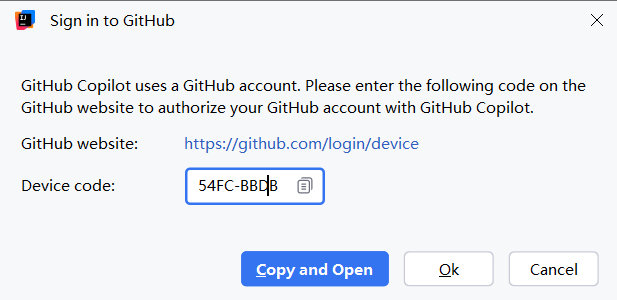 Sign in to GitHub
GitHub Copilot uses a GitHub account. Please enter the following code on the
GitHub website to authorize your GitHub account with GitHub Copilot.
GitHub website: https://github.com/login/device
Device code: 54FC-BBDB
Copy and Open Ok Cancel